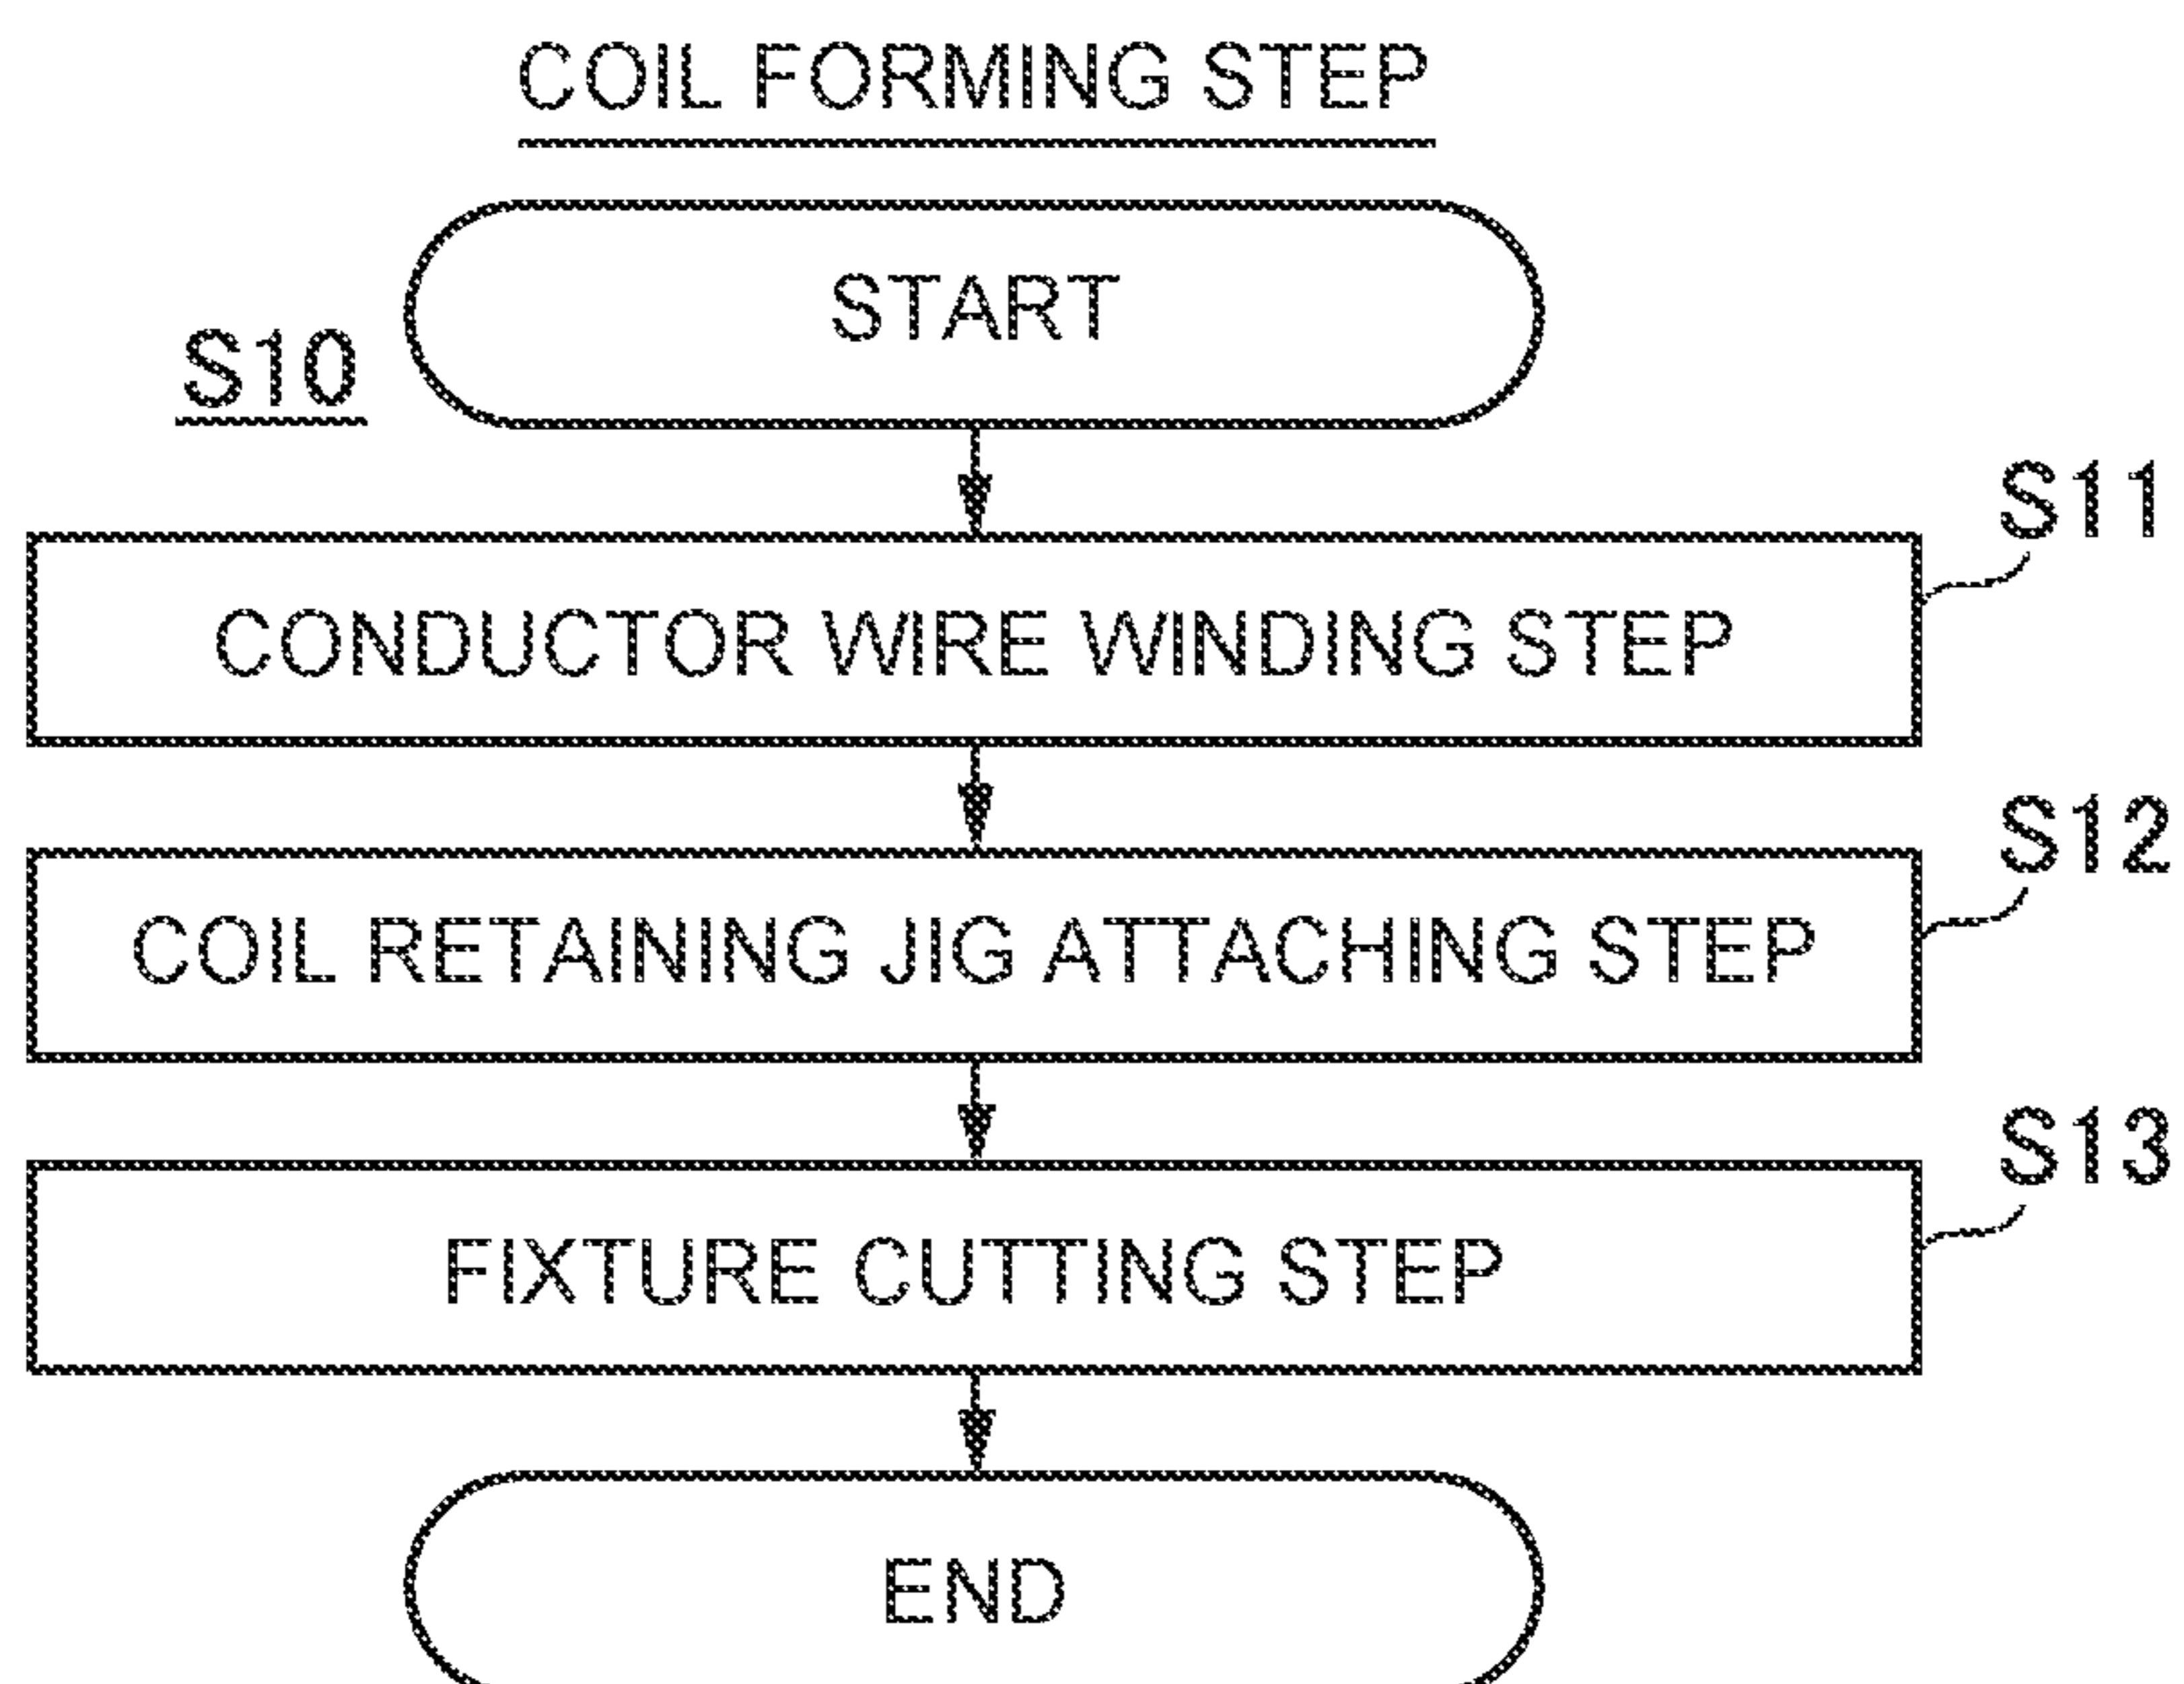 COIL FORMING STEP
START
S10
S11
CONDUCTOR WIRE WINDING STEP
S12
COIL RETAINING JIG ATTACHING STEP
S13
FIXTURE CUTTING STEP
END